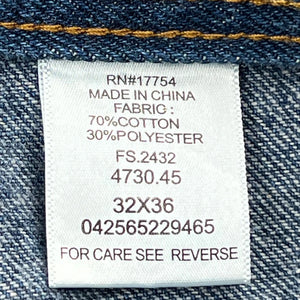 RN#17754
MADE IN CHINA
FABRIC :
70%COTTON
30%POLYESTER
FS.2432
4730.45
32X36
042565229465
FOR CARE SEE REVERSE